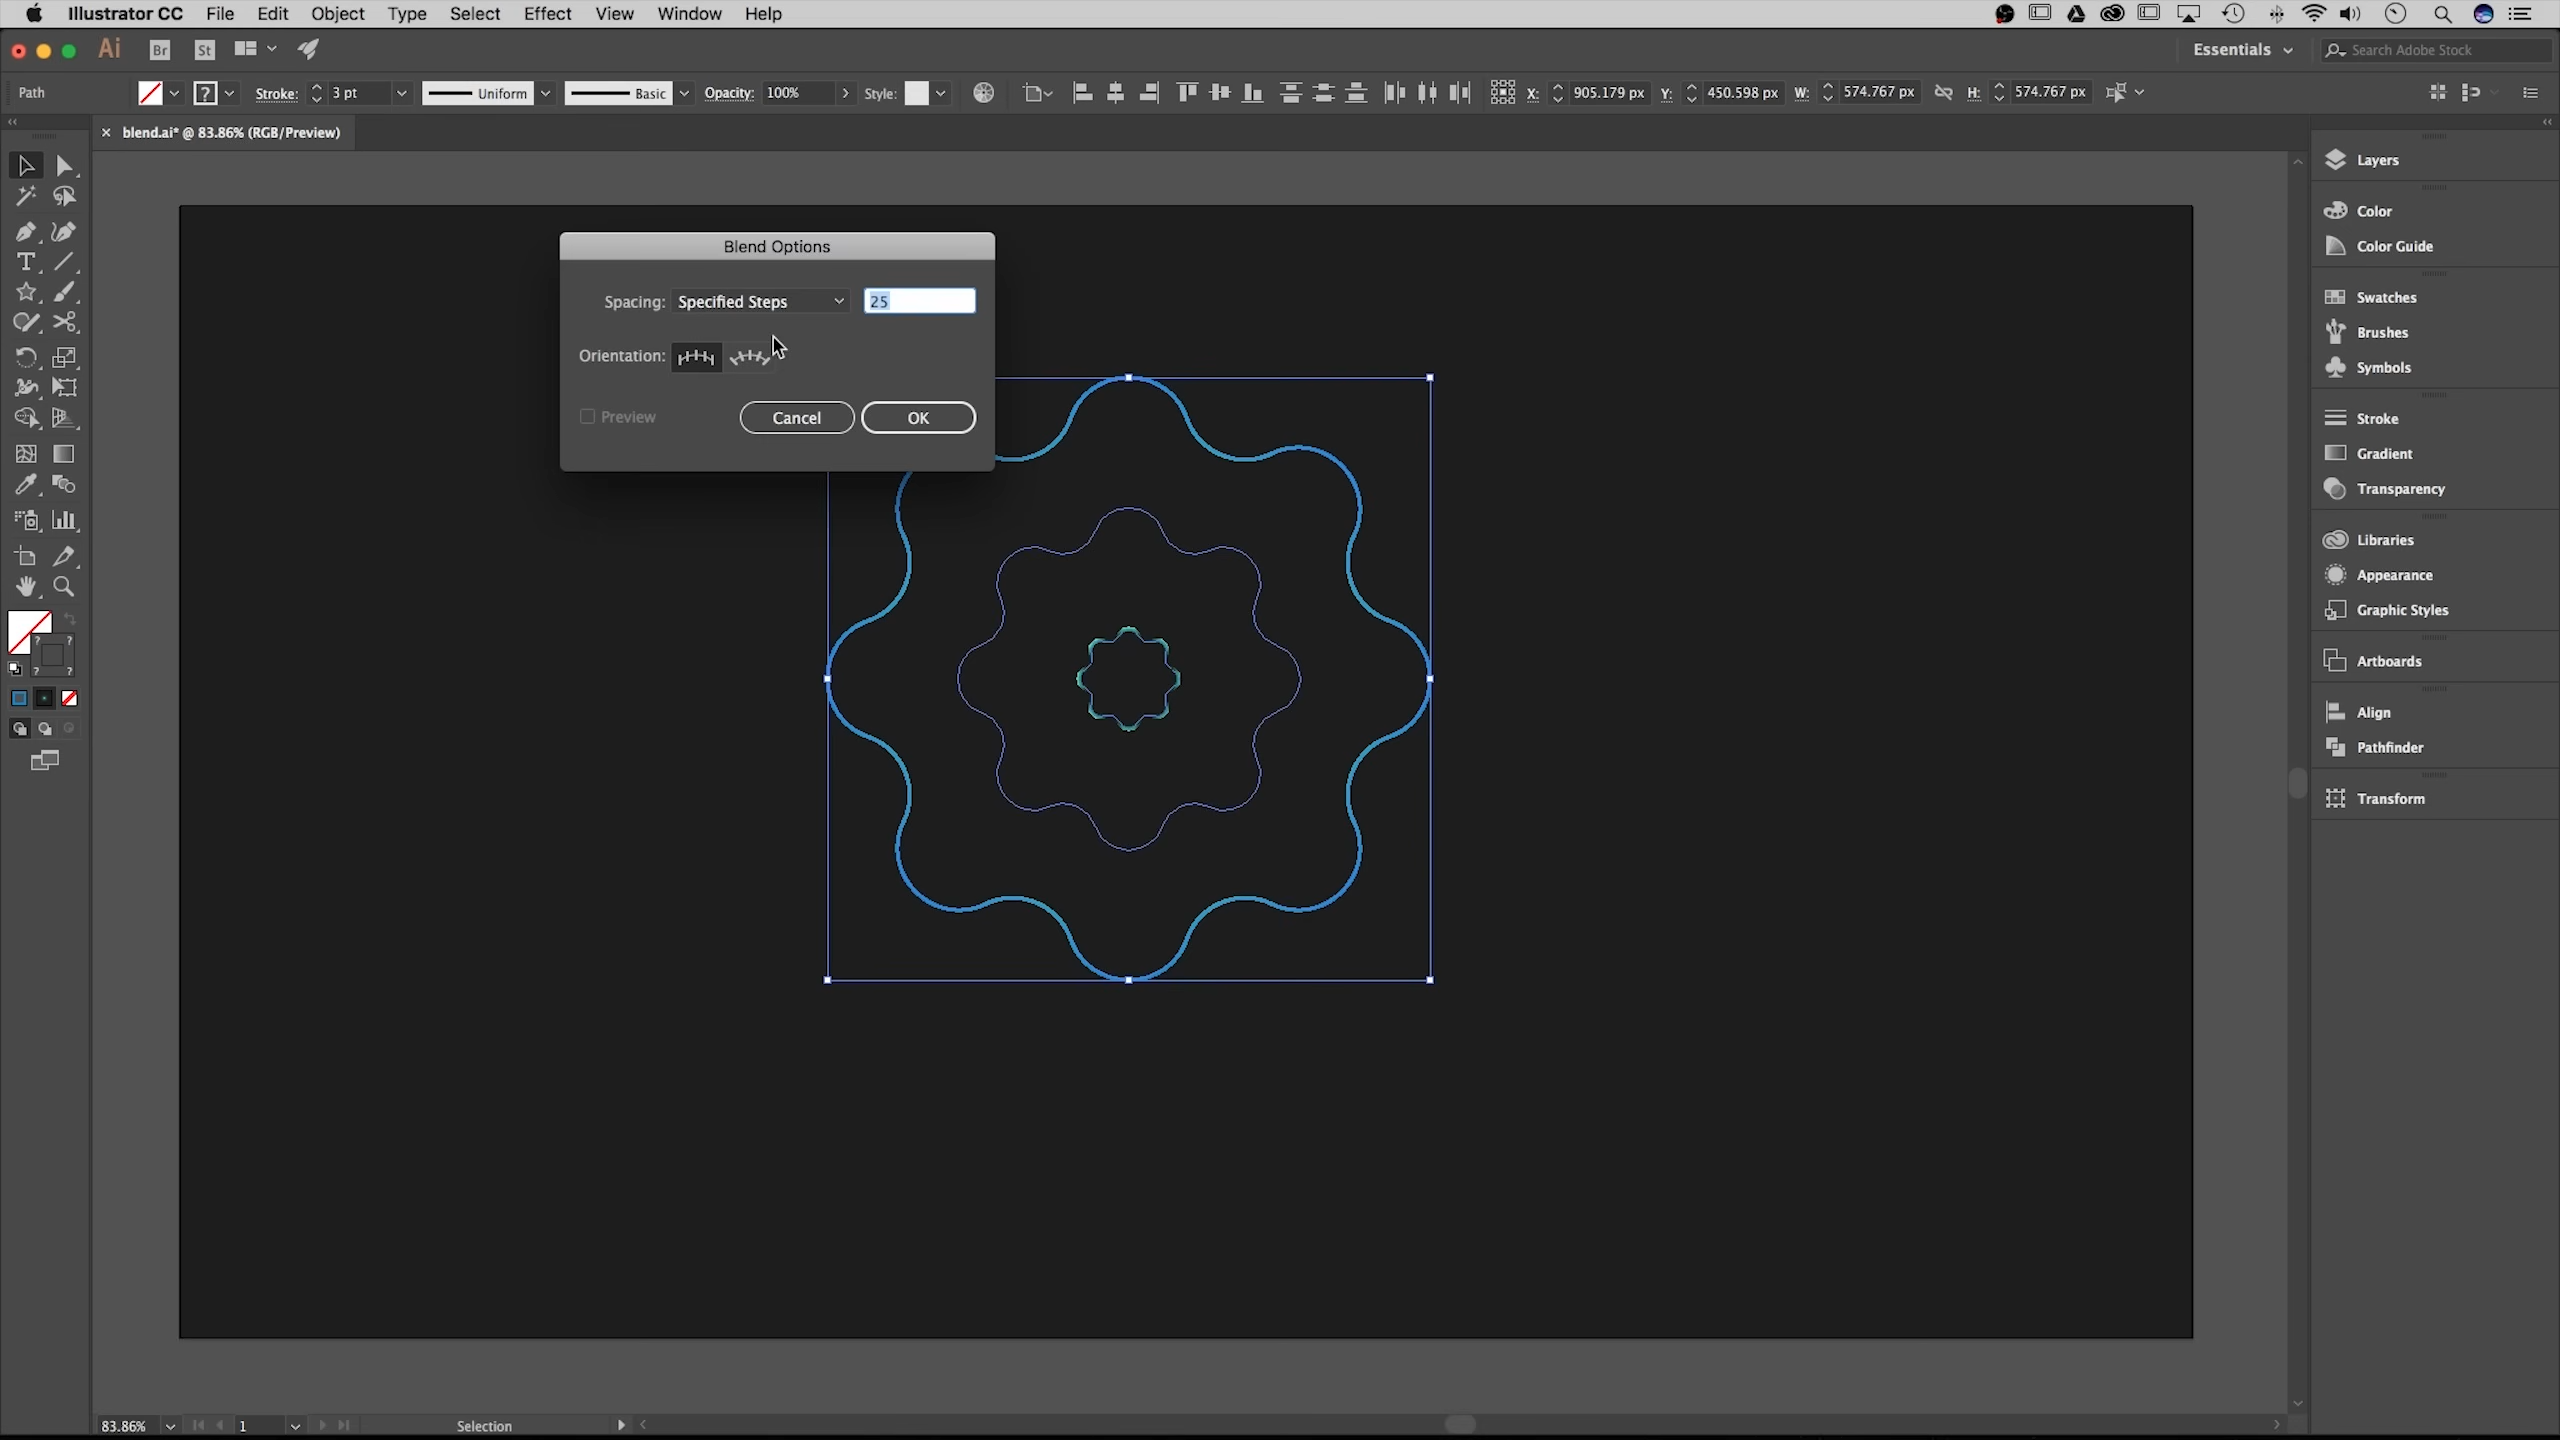 Illustrator CC File Edit Object Type Select Effect View Window Help
Ai Br St Essentials Search Adobe Stock
Path ? Stroke: 3 pt Uniform Basic Opacity: 100% Style: X: 905.179 px Y: 450.598 px W: 574.767 px H: 574.767 px
blend.ai* @ 83.86% (RGB/Preview)
Blend Options
Spacing: Specified Steps 25
Orientation:
Preview Cancel OK
Layers
Color
Color Guide
Swatches
Brushes
Symbols
Stroke
Gradient
Transparency
Libraries
Appearance
Graphic Styles
Artboards
Align
Pathfinder
Transform
T
? ?
? ?
83.86% 1 Selection